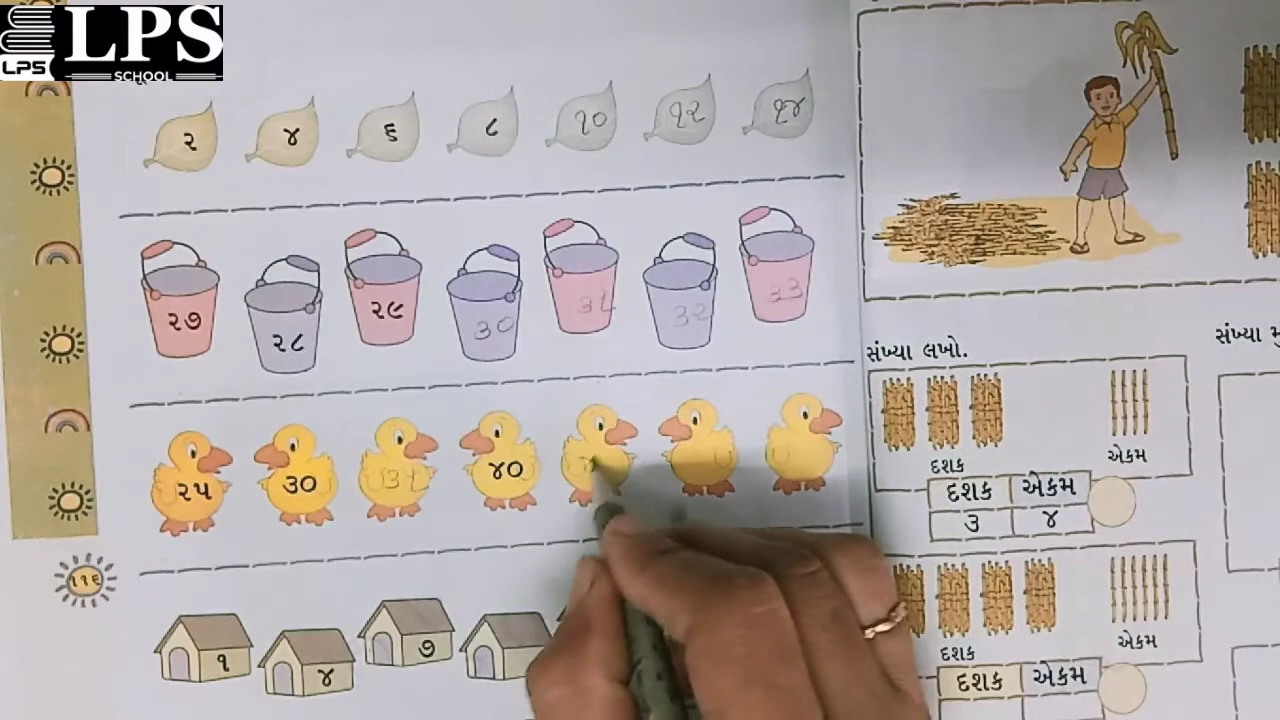 LPS
LPS
SCHOOL
૨ ૪ ૬ ૮ ૧૦ ૧૨ ૧૪
૨૭ ૨૮ ૨૯ ૩૦ ૩૧ ૩૨ ૩૩
૨૫ ૩૦ ૩૫ ૪૦
૧૧૬
૧ ૪ ૭
સંખ્યા લખો.
દશક એકમ
દશક એકમ
૩ ૪
દશક એકમ
દશક એકમ
સંખ્યા